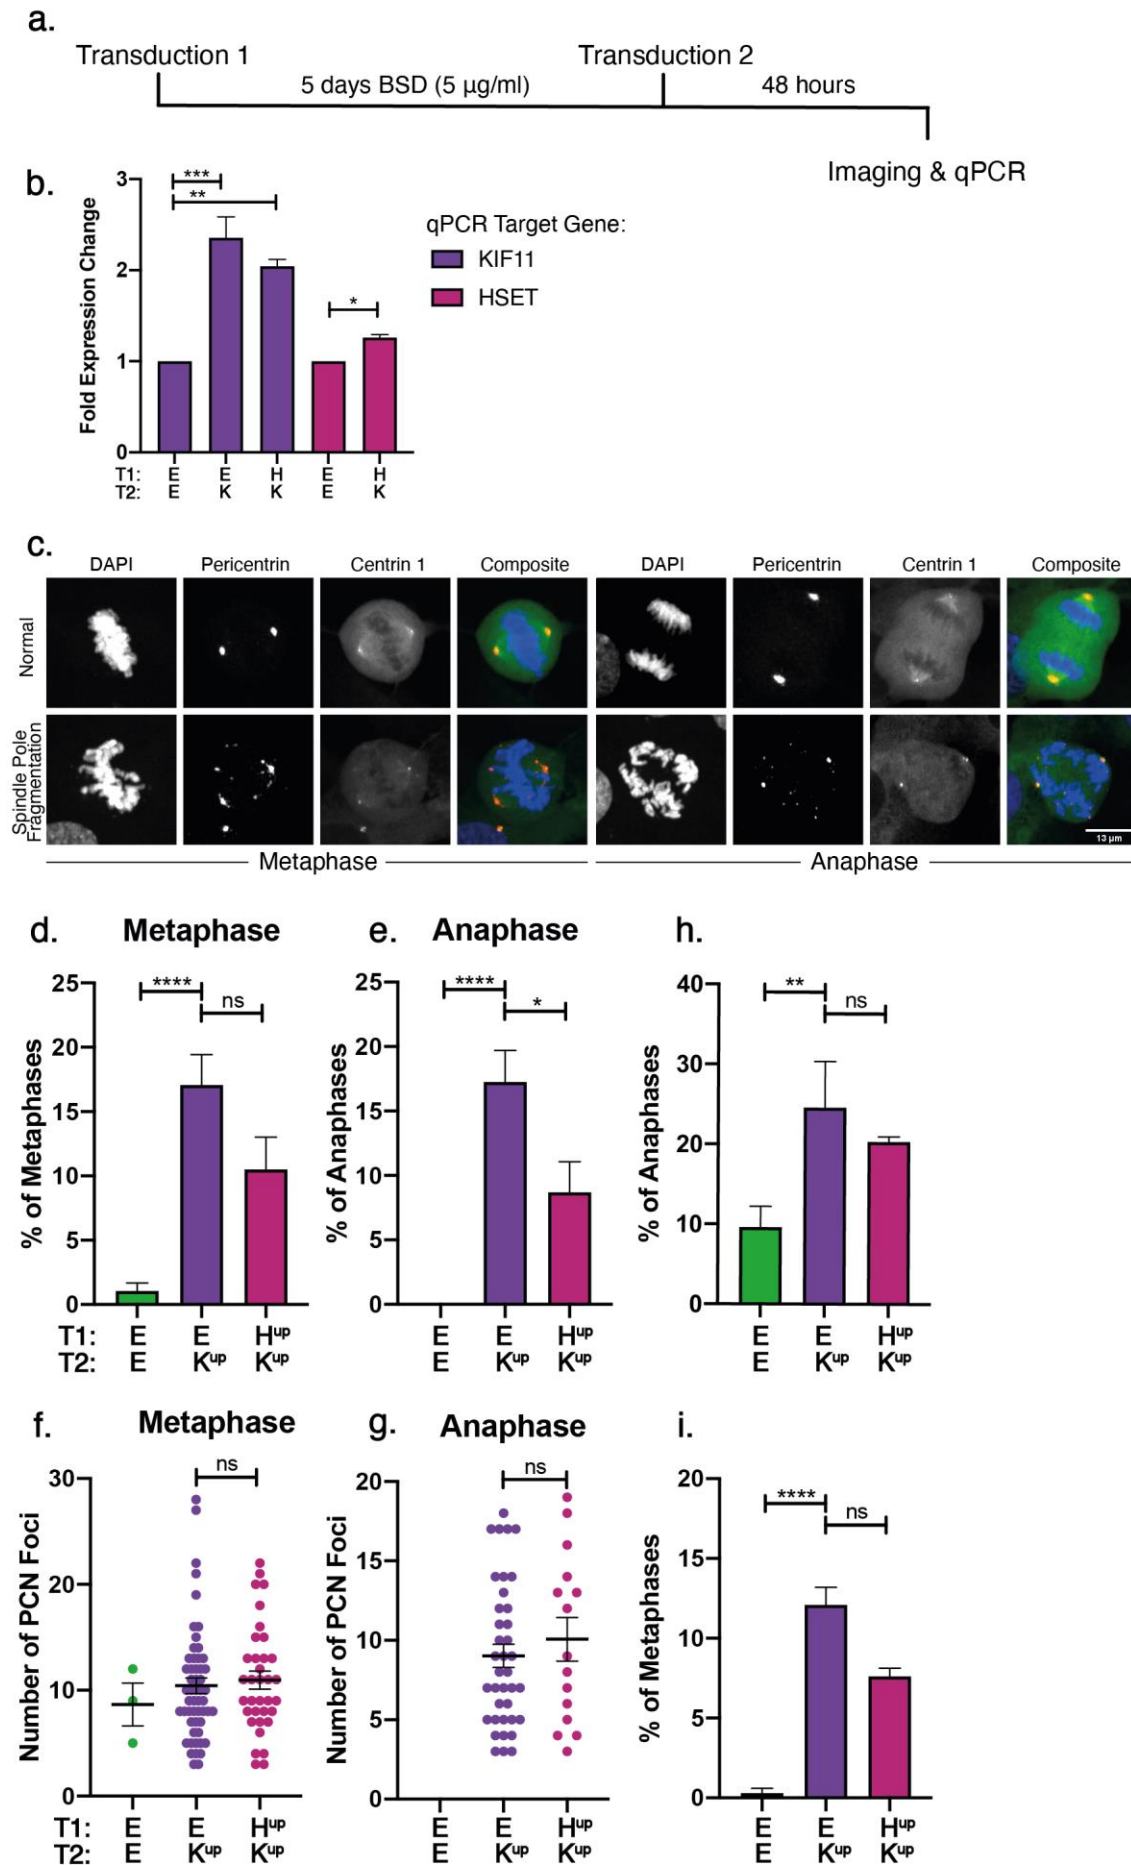 a.
Transduction 1
Transduction 2
5 days BSD (5 µg/ml)
48 hours
Imaging & qPCR
b.
Fold Expression Change
3
2
1
0
***
**
*
qPCR Target Gene:
KIF11
HSET
T1: E E H E H
T2: E K K E K
c.
DAPI Pericentrin Centrin 1 Composite DAPI Pericentrin Centrin 1 Composite
Normal
Spindle Pole
Fragmentation
13 µm
Metaphase
Anaphase
d.
Metaphase
% of Metaphases
25
20
15
10
5
0
****
ns
T1: E E Hup
T2: E Kup Kup
e.
Anaphase
% of Anaphases
25
20
15
10
5
0
****
*
E E Hup
E Kup Kup
h.
% of Anaphases
40
30
20
10
0
**
ns
E E Hup
E Kup Kup
f.
Metaphase
Number of PCN Foci
30
20
10
0
ns
T1: E E Hup
T2: E Kup Kup
g.
Anaphase
Number of PCN Foci
20
15
10
5
0
ns
E E Hup
E Kup Kup
i.
% of Metaphases
20
15
10
5
0
****
ns
E E Hup
E Kup Kup